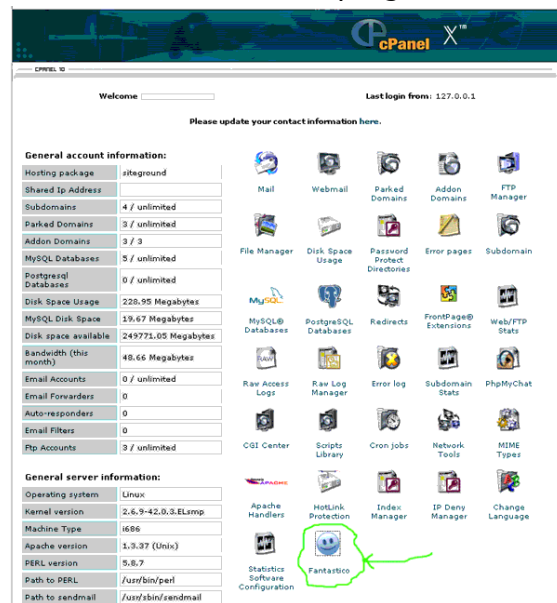 cPanel X™
CPANEL 10
Welcome
Last login from: 127.0.0.1
Please update your contact information here.
General account information:
Hosting package siteground
Shared Ip Address
Subdomains 4 / unlimited
Parked Domains 3 / unlimited
Addon Domains 3 / 3
MySQL Databases 5 / unlimited
Postgresql
Databases 0 / unlimited
Disk Space Usage 228.95 Megabytes
MySQL Disk Space 19.67 Megabytes
Disk space available 249771.05 Megabytes
Bandwidth (this
month) 48.66 Megabytes
Email Accounts 0 / unlimited
Email Forwarders 0
Auto-responders 0
Email Filters 0
Ftp Accounts 3 / unlimited
General server information:
Operating system Linux
Kernel version 2.6.9-42.0.3.ELsmp
Machine Type i686
Apache version 1.3.37 (Unix)
PERL version 5.8.7
Path to PERL /usr/bin/perl
Path to sendmail /usr/sbin/sendmail
Mail
Webmail
Parked
Domains
Addon
Domains
FTP
Manager
File Manager
Disk Space
Usage
Password
Protect
Directories
Error pages
Subdomain
MySQL
MySQL®
Databases
PostgreSQL
Databases
Redirects
FrontPage®
Extensions
Web/FTP
Stats
RAW
Raw Access
Logs
Raw Log
Manager
Error log
Subdomain
Stats
PhpMyChat
CGI Center
Scripts
Library
Cron jobs
Network
Tools
MIME
Types
APACHE
Apache
Handlers
HotLink
Protection
Index
Manager
IP Deny
Manager
Change
Language
Statistics
Software
Configuration
Fantastico